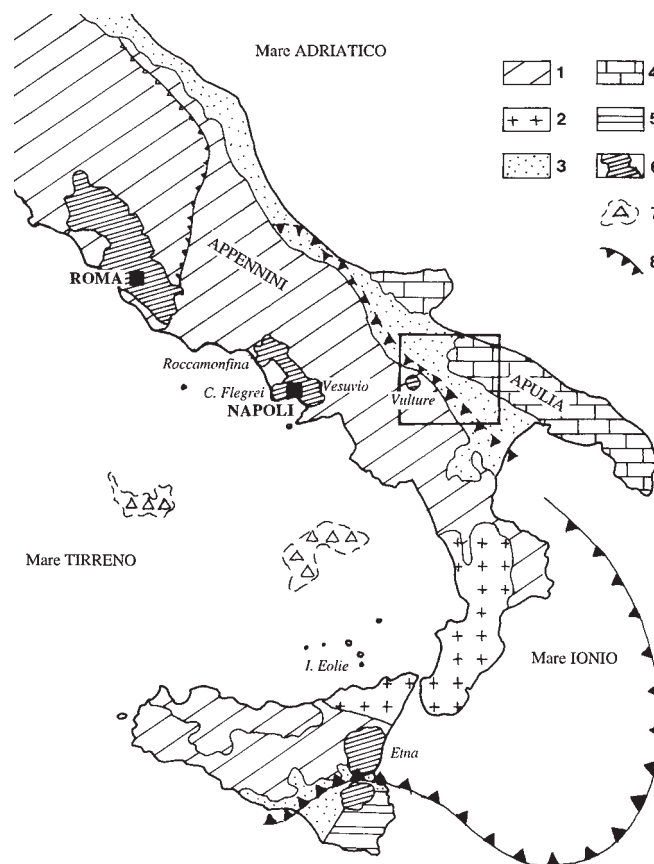 Mare ADRIATICO
1
4
2
5
3
6
7
8
APPENNINI
ROMA
Roccamonfina
C. Flegrei
Vesuvio
NAPOLI
Vulture
APULIA
Mare TIRRENO
I. Eolie
Mare IONIO
Etna